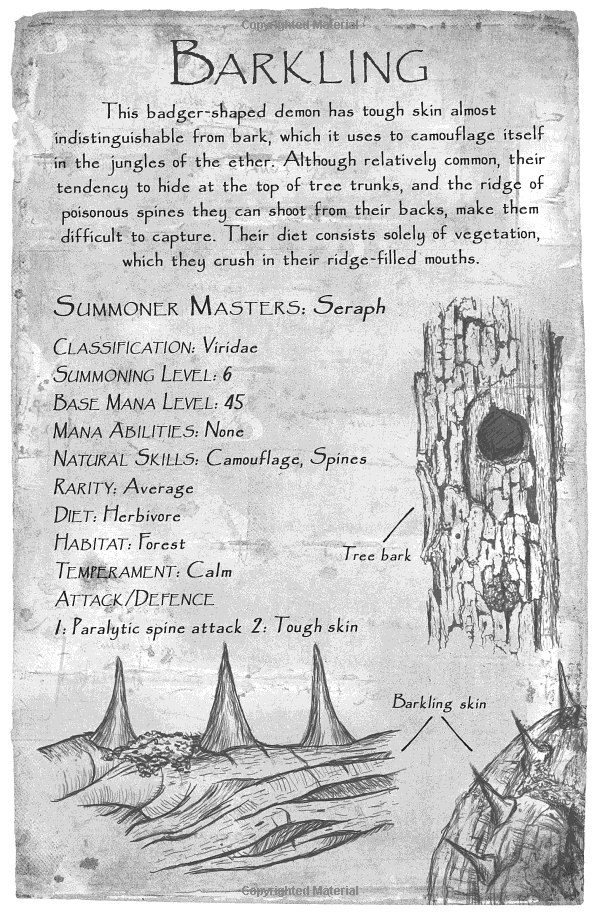 Copyrighted Material
BARKLING
This badger-shaped demon has tough skin almost
indistinguishable from bark, which it uses to camouflage itself
in the jungles of the ether. Although relatively common, their
tendency to hide at the top of tree trunks, and the ridge of
poisonous spines they can shoot from their backs, make them
difficult to capture. Their diet consists solely of vegetation,
which they crush in their ridge-filled mouths.
SUMMONER MASTERS: Seraph
CLASSIFICATION: Viridae
SUMMONING LEVEL: 6
BASE MANA LEVEL: 45
MANA ABILITIES: None
NATURAL SKILLS: Camouflage, Spines
RARITY: Average
DIET: Herbivore
HABITAT: Forest
TEMPERAMENT: Calm
ATTACK/DEFENCE
1: Paralytic spine attack 2: Tough skin
Tree bark
Barkling skin
Copyrighted Material